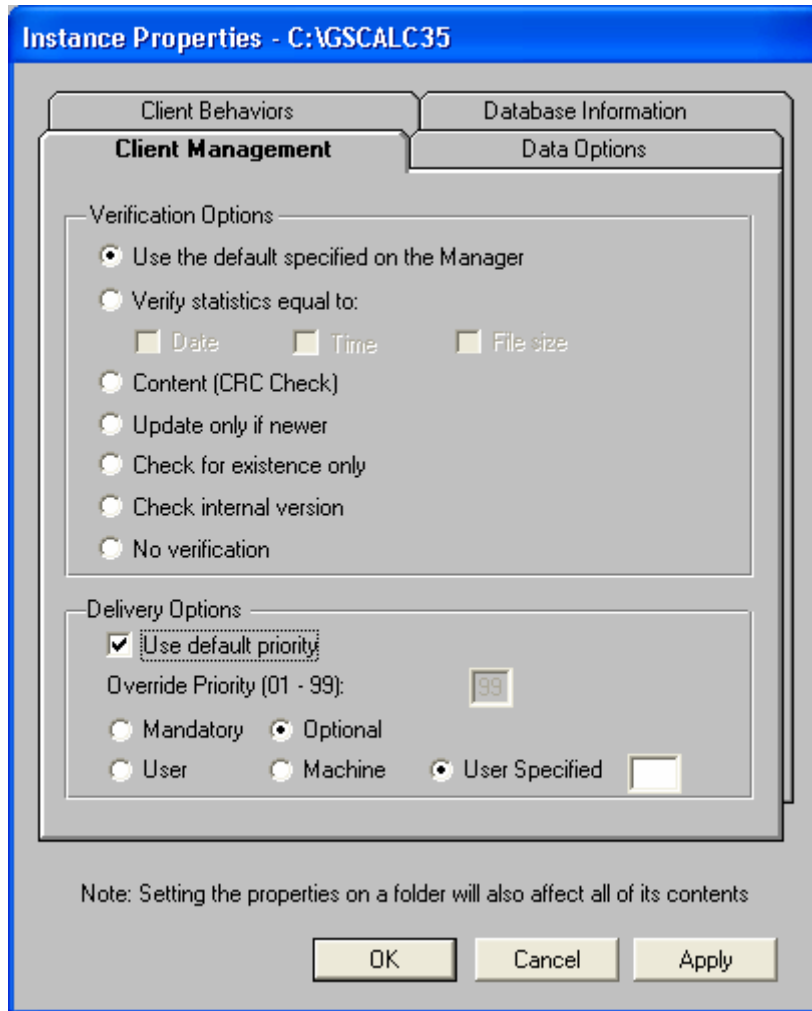 Instance Properties - C:\GSCALC35
Client Behaviors Database Information
Client Management Data Options
Verification Options
Use the default specified on the Manager
Verify statistics equal to:
Date Time File size
Content (CRC Check)
Update only if newer
Check for existence only
Check internal version
No verification
Delivery Options
Use default priority
Override Priority (01 - 99): 99
Mandatory Optional
User Machine User Specified
Note: Setting the properties on a folder will also affect all of its contents
OK Cancel Apply